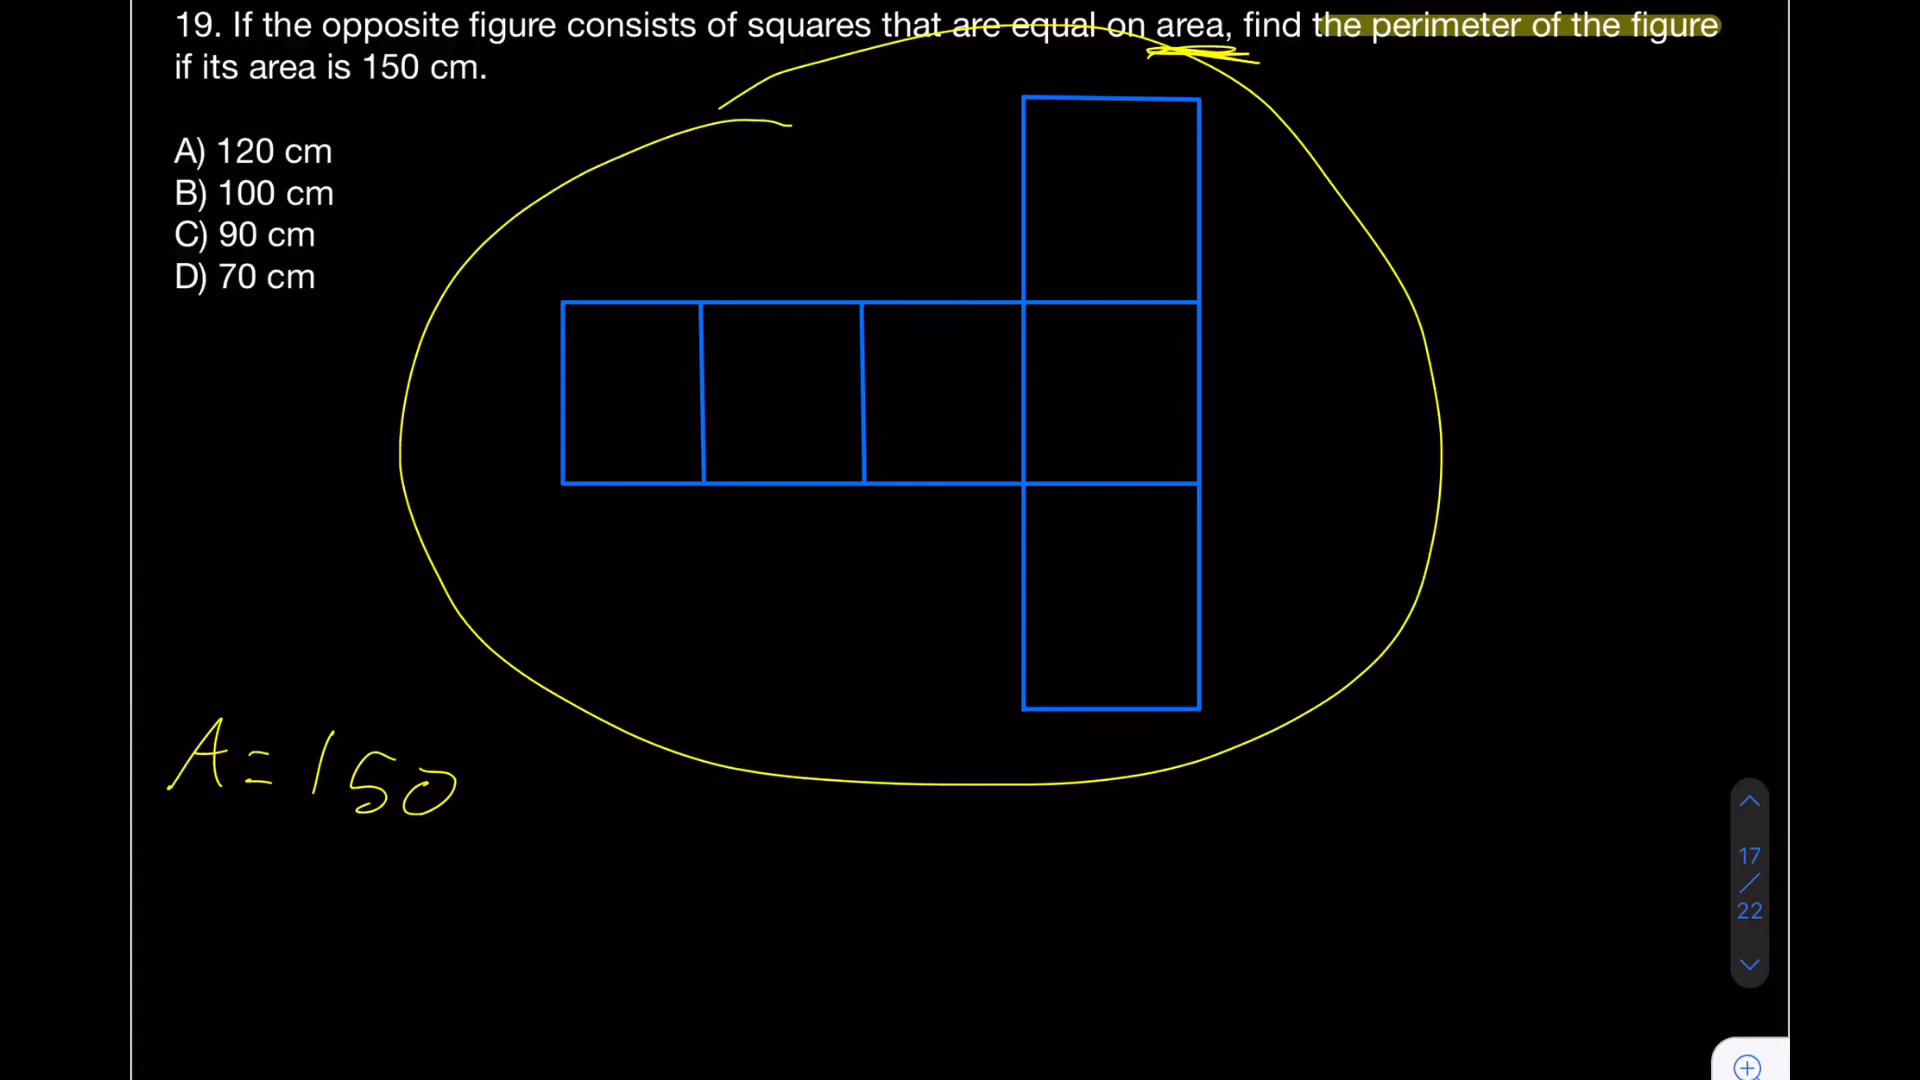 19. If the opposite figure consists of squares that are equal on area, find the perimeter of the figure
if its area is 150 cm.
A) 120 cm
B) 100 cm
C) 90 cm
D) 70 cm
A=150
17
/
22